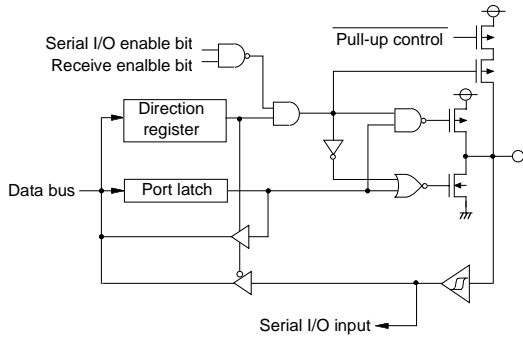 Serial I/O enable bit
Receive enalble bit
Pull-up control
Direction
register
Data bus
Port latch
Serial I/O input